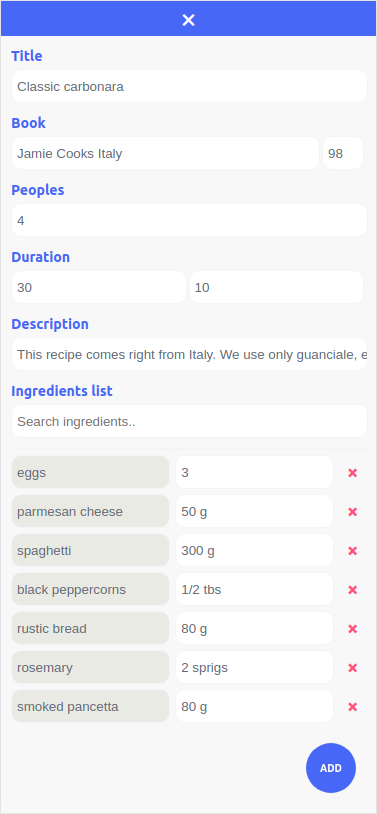 ×
Title
Classic carbonara
Book
Jamie Cooks Italy 98
Peoples
4
Duration
30 10
Description
This recipe comes right from Italy. We use only guanciale, e
Ingredients list
Search ingredients..
eggs 3 ×
parmesan cheese 50 g ×
spaghetti 300 g ×
black peppercorns 1/2 tbs ×
rustic bread 80 g ×
rosemary 2 sprigs ×
smoked pancetta 80 g ×
ADD